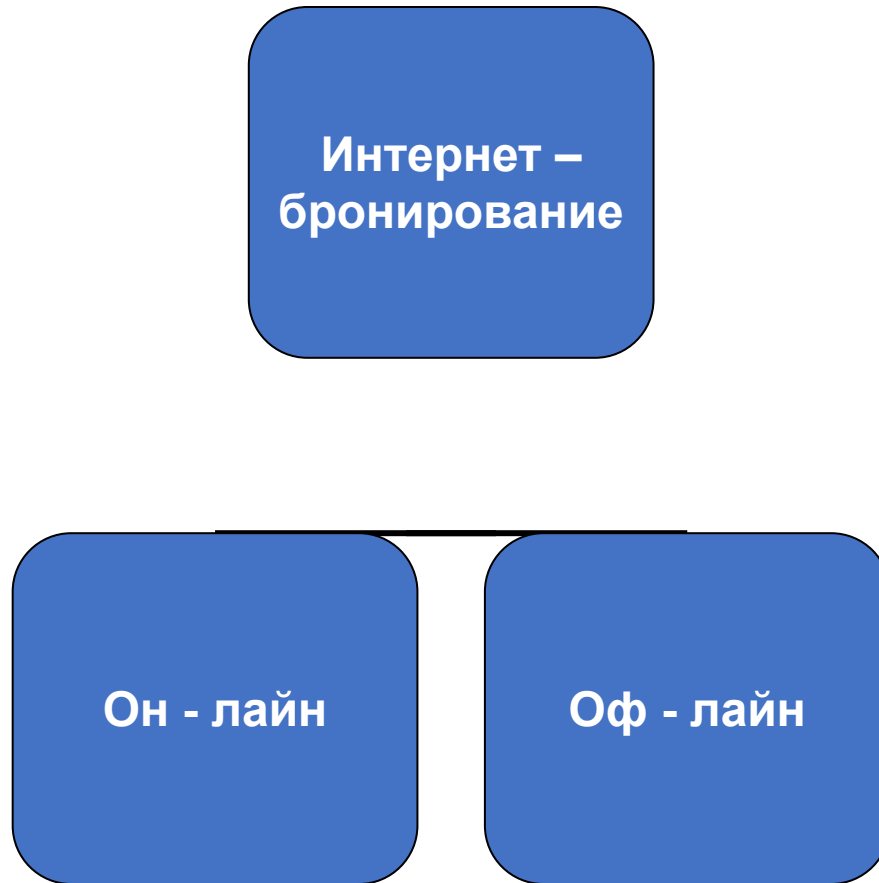 Интернет –
бронирование
Он - лайн
Оф - лайн